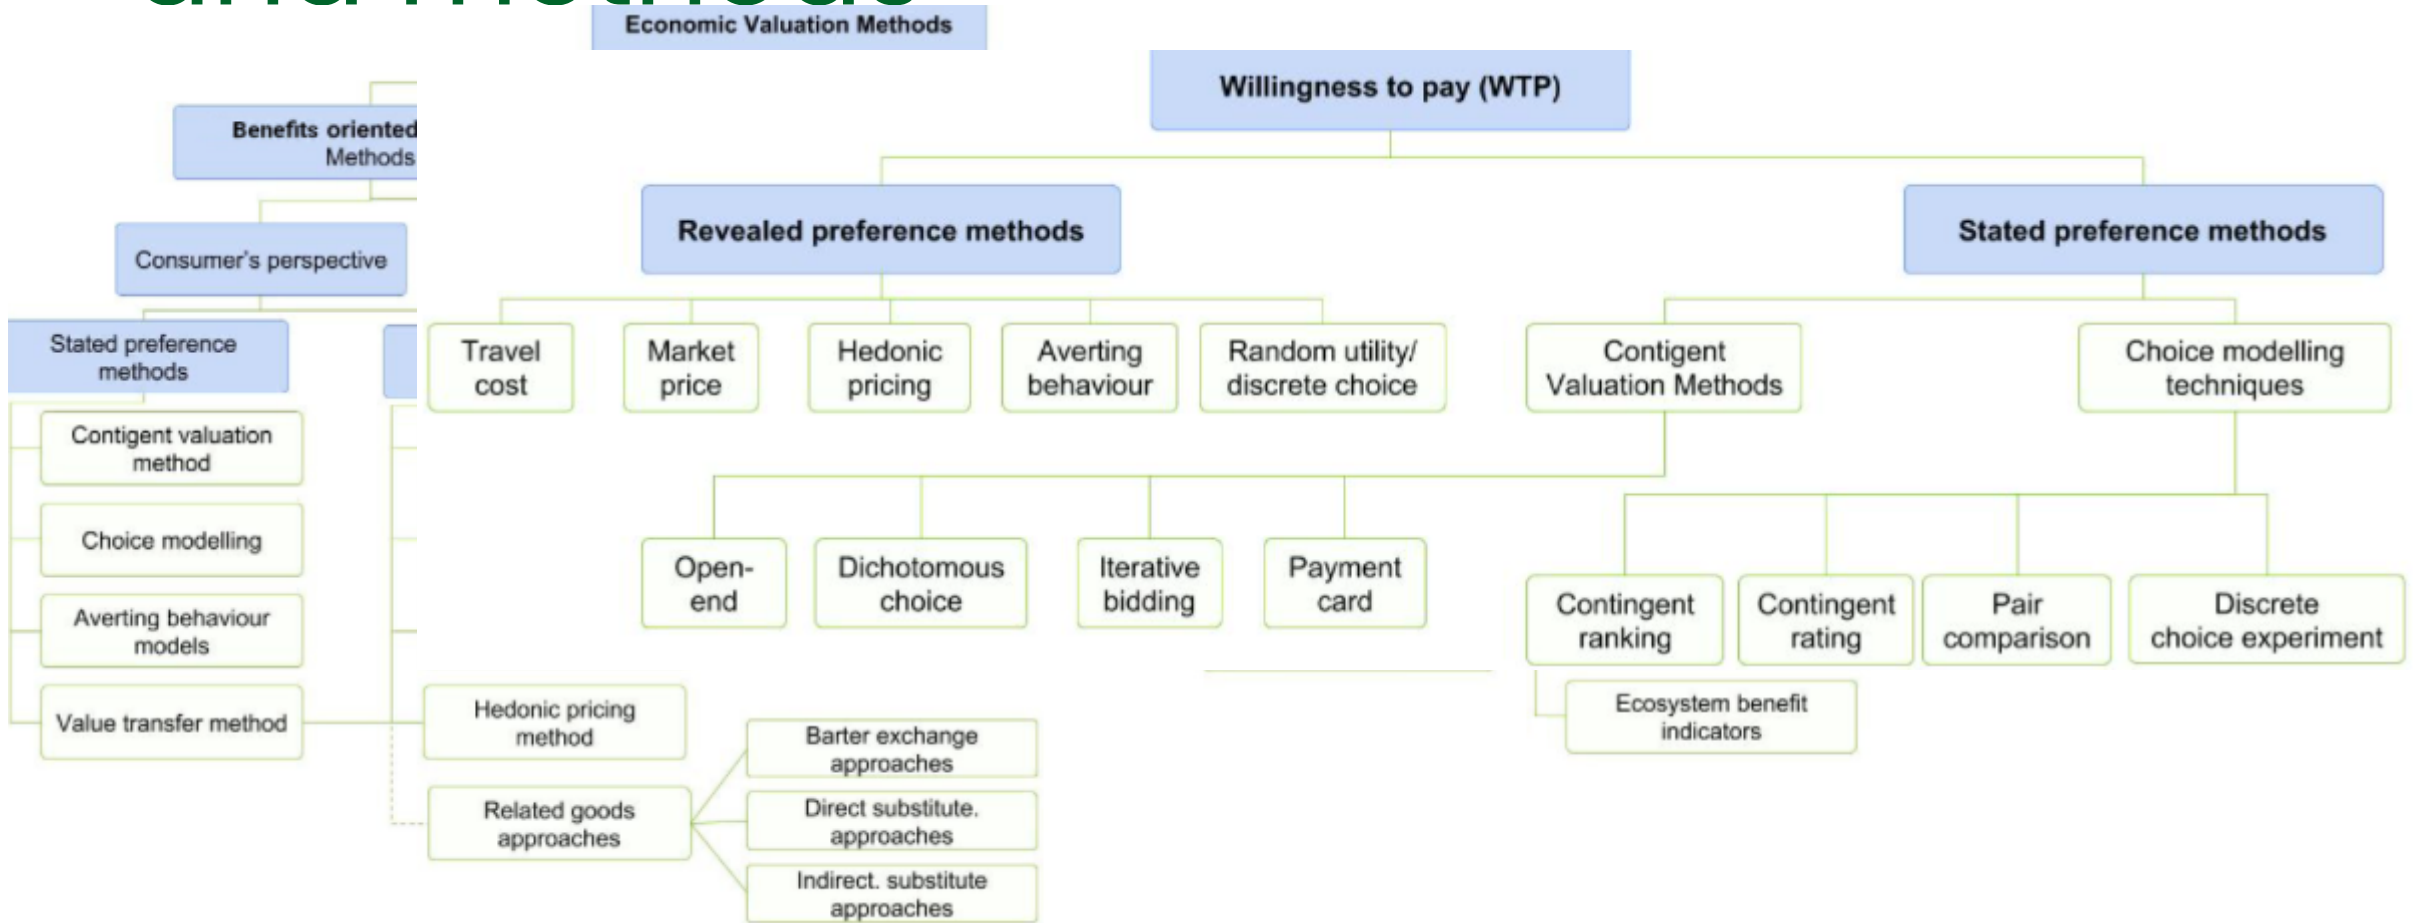 and methods
Economic Valuation Methods
Willingness to pay (WTP)
Benefits oriented
Methods
Revealed preference methods
Stated preference methods
Consumer's perspective
Stated preference
methods
Travel
cost
Market
price
Hedonic
pricing
Averting
behaviour
Random utility/
discrete choice
Contigent
Valuation Methods
Choice modelling
techniques
Contigent valuation
method
Choice modelling
Averting behaviour
models
Value transfer method
Open-
end
Dichotomous
choice
Iterative
bidding
Payment
card
Contingent
ranking
Contingent
rating
Pair
comparison
Discrete
choice experiment
Hedonic pricing
method
Ecosystem benefit
indicators
Related goods
approaches
Barter exchange
approaches
Direct substitute.
approaches
Indirect. substitute
approaches